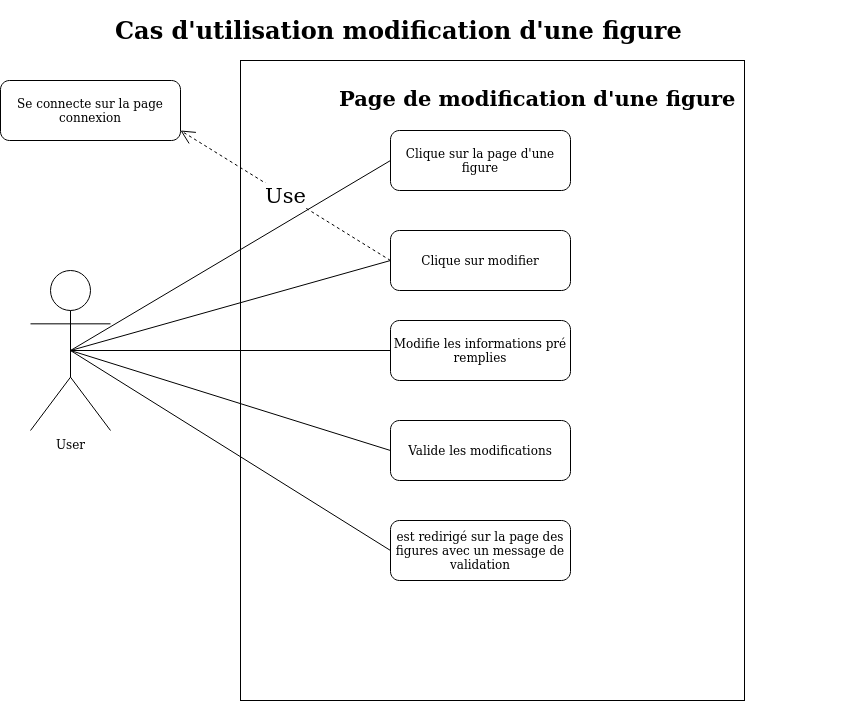 Cas d'utilisation modification d'une figure
Page de modification d'une figure
Se connecte sur la page
connexion
Clique sur la page d'une
figure
Use
Clique sur modifier
Modifie les informations pré
remplies
Valide les modifications
User
est redirigé sur la page des
figures avec un message de
validation